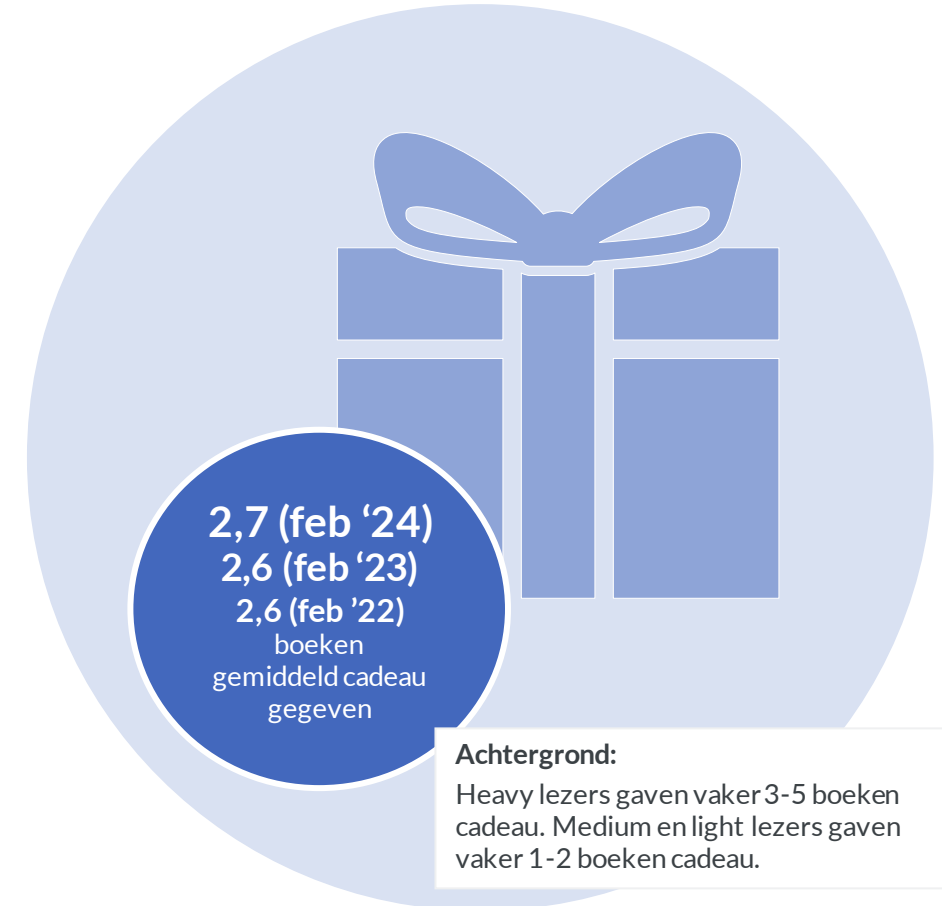 2,7 (feb ‘24)
2,6 (feb ‘23)
2,6 (feb ’22)
boeken
gemiddeld cadeau
gegeven
Achtergrond:
Heavy lezers gaven vaker 3-5 boeken
cadeau. Medium en light lezers gaven
vaker 1-2 boeken cadeau.